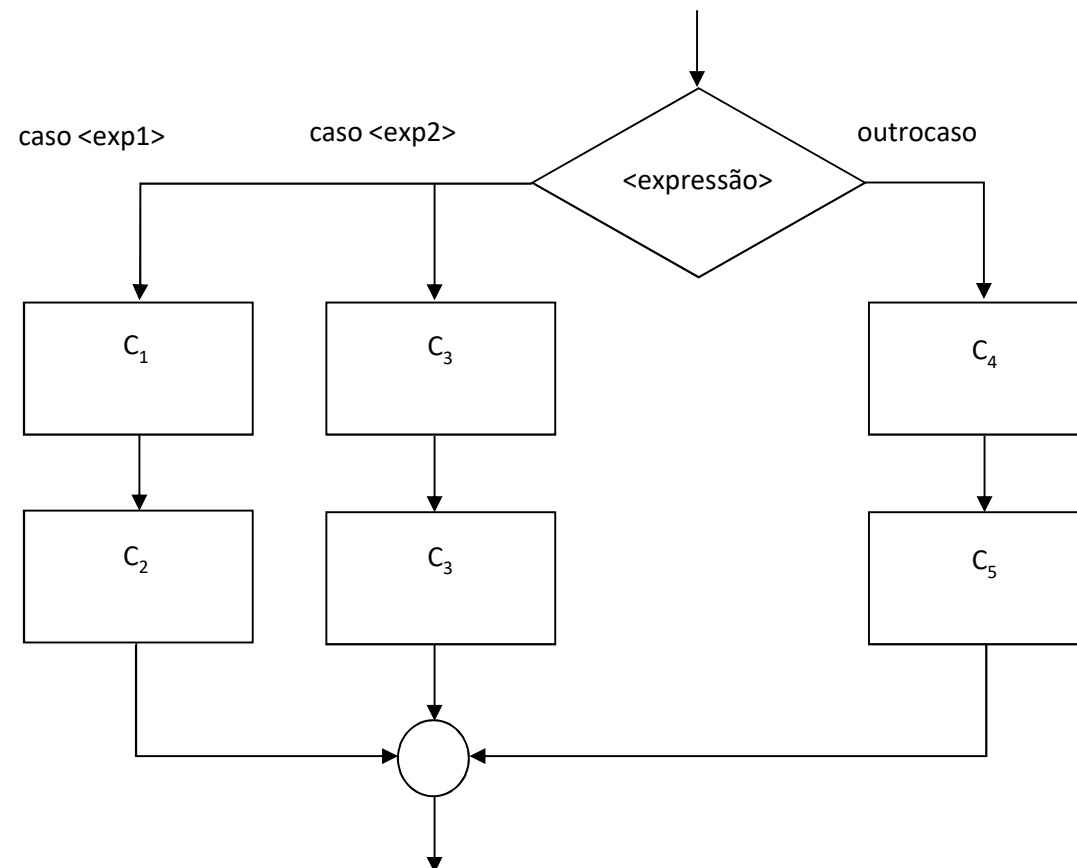 caso <exp1>
caso <exp2>
outrocaso
<expressão>
C₁
C₃
C₄
C₂
C₃
C₅